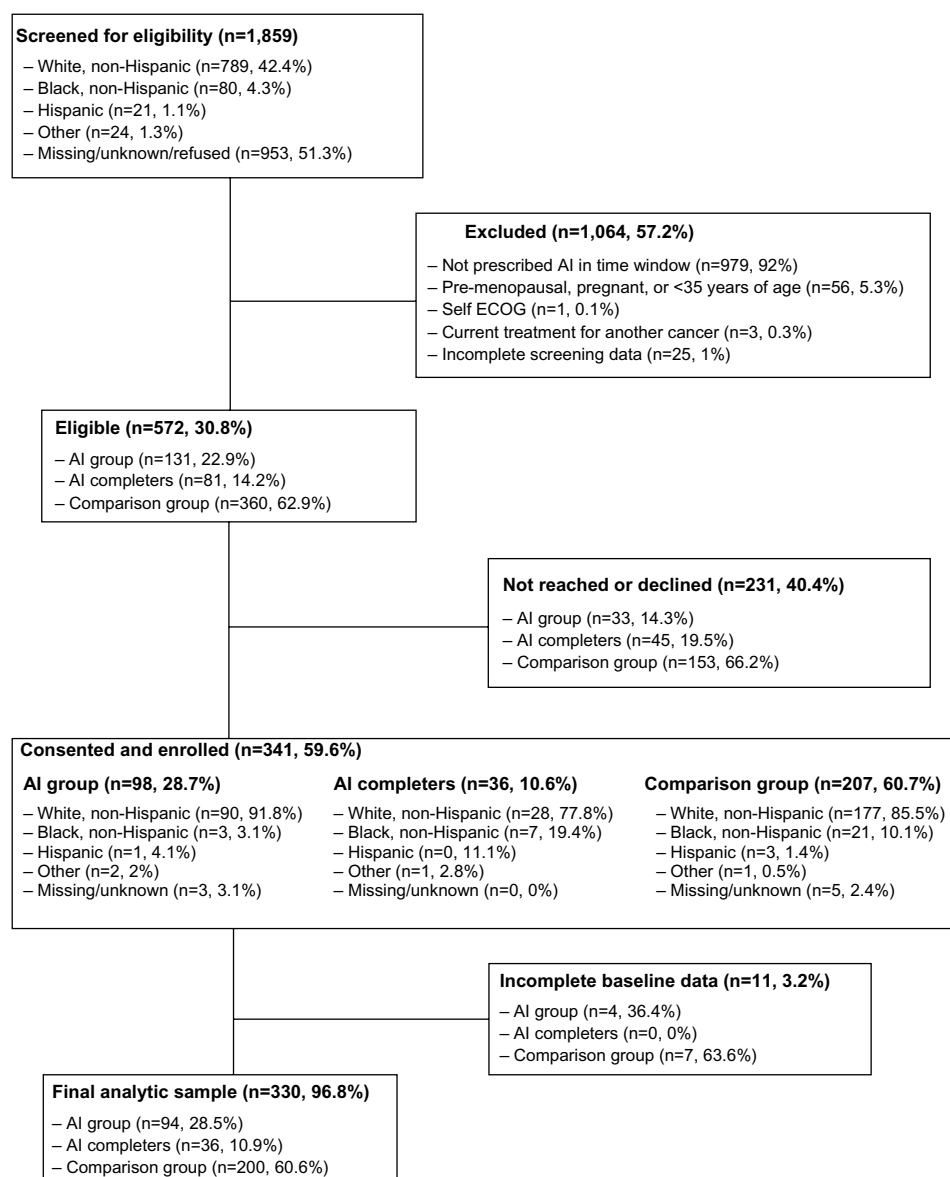 Screened for eligibility (n=1,859)
– White, non-Hispanic (n=789, 42.4%)
– Black, non-Hispanic (n=80, 4.3%)
– Hispanic (n=21, 1.1%)
– Other (n=24, 1.3%)
– Missing/unknown/refused (n=953, 51.3%)
Excluded (n=1,064, 57.2%)
– Not prescribed AI in time window (n=979, 92%)
– Pre-menopausal, pregnant, or <35 years of age (n=56, 5.3%)
– Self ECOG (n=1, 0.1%)
– Current treatment for another cancer (n=3, 0.3%)
– Incomplete screening data (n=25, 1%)
Eligible (n=572, 30.8%)
– AI group (n=131, 22.9%)
– AI completers (n=81, 14.2%)
– Comparison group (n=360, 62.9%)
Not reached or declined (n=231, 40.4%)
– AI group (n=33, 14.3%)
– AI completers (n=45, 19.5%)
– Comparison group (n=153, 66.2%)
Consented and enrolled (n=341, 59.6%)
AI group (n=98, 28.7%)
– White, non-Hispanic (n=90, 91.8%)
– Black, non-Hispanic (n=3, 3.1%)
– Hispanic (n=1, 4.1%)
– Other (n=2, 2%)
– Missing/unknown (n=3, 3.1%)
AI completers (n=36, 10.6%)
– White, non-Hispanic (n=28, 77.8%)
– Black, non-Hispanic (n=7, 19.4%)
– Hispanic (n=0, 11.1%)
– Other (n=1, 2.8%)
– Missing/unknown (n=0, 0%)
Comparison group (n=207, 60.7%)
– White, non-Hispanic (n=177, 85.5%)
– Black, non-Hispanic (n=21, 10.1%)
– Hispanic (n=3, 1.4%)
– Other (n=1, 0.5%)
– Missing/unknown (n=5, 2.4%)
Incomplete baseline data (n=11, 3.2%)
– AI group (n=4, 36.4%)
– AI completers (n=0, 0%)
– Comparison group (n=7, 63.6%)
Final analytic sample (n=330, 96.8%)
– AI group (n=94, 28.5%)
– AI completers (n=36, 10.9%)
– Comparison group (n=200, 60.6%)